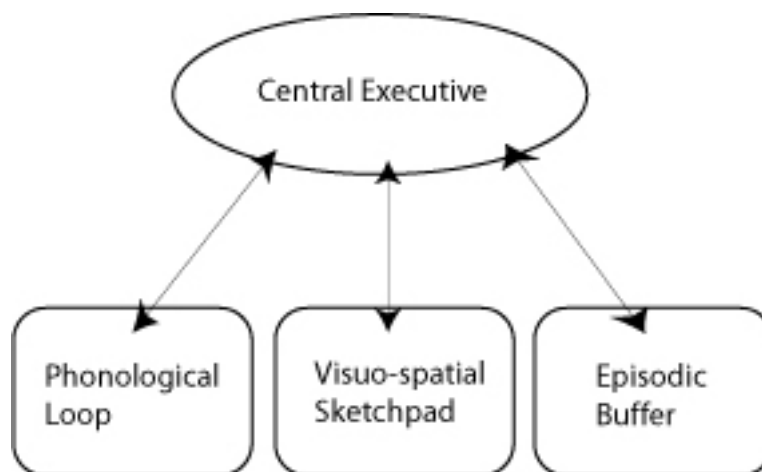 Central Executive
Phonological
Loop
Visuo-spatial
Sketchpad
Episodic
Buffer